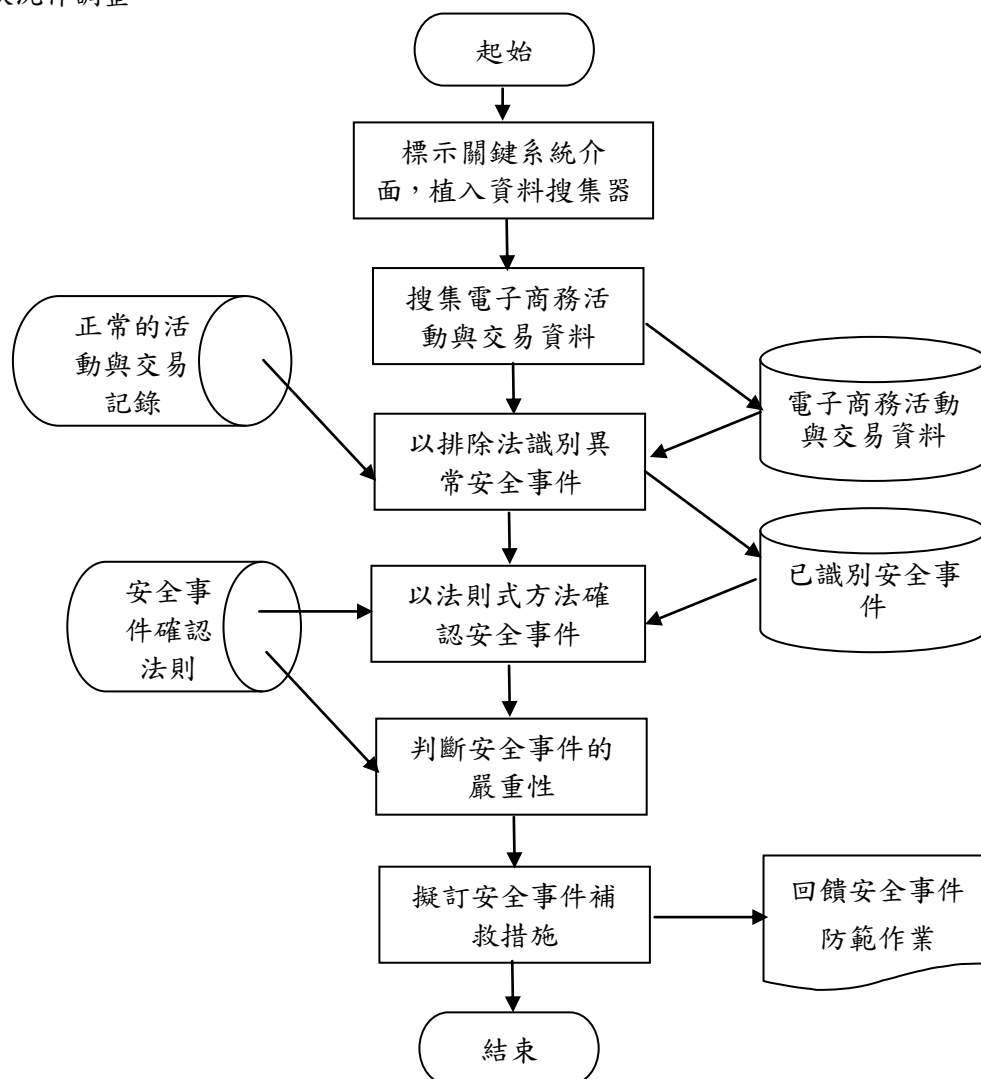 作調整
起始
標示關鍵系統介
面，植入資料搜集器
搜集電子商務活
動與交易資料
正常的活
動與交易
記錄
電子商務活動
與交易資料
以排除法識別異
常安全事件
安全事
件確認
法則
以法則式方法確
認安全事件
已識別安全事
件
判斷安全事件的
嚴重性
擬訂安全事件補
救措施
回饋安全事件
防範作業
結束